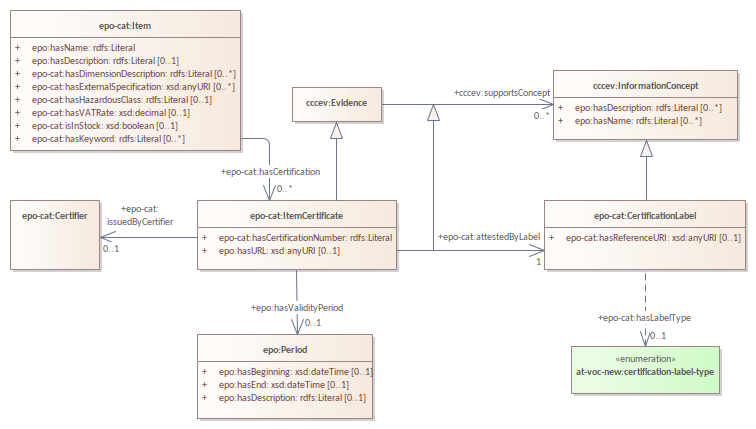 epo-cat:Item
+ epo:hasName: rdfs:Literal
+ epo:hasDescription: rdfs:Literal [0..1]
+ epo-cat:hasDimensionDescription: rdfs:Literal [0..*]
+ epo-cat:hasExternalSpecification: xsd:anyURI [0..*]
+ epo-cat:hasHazardousClass: rdfs:Literal [0..1]
+ epo-cat:hasVATRate: xsd:decimal [0..1]
+ epo-cat:isInStock: xsd:boolean [0..1]
+ epo-cat:hasKeyword: rdfs:Literal [0..*]
cccev:Evidence
+cccev:supportsConcept
0..*
cccev:InformationConcept
+ epo:hasDescription: rdfs:Literal [0..*]
+ epo:hasName: rdfs:Literal [0..*]
+epo-cat:hasCertification
0..*
epo-cat:Certifier
+epo-cat:
issuedByCertifier
0..1
epo-cat:ItemCertificate
+ epo-cat:hasCertificationNumber: rdfs:Literal
+ epo:hasURL: xsd:anyURI [0..1]
+epo-cat:attestedByLabel
1
epo-cat:CertificationLabel
+ epo-cat:hasReferenceURI: xsd:anyURI [0..1]
+epo:hasValidityPeriod
0..1
+epo-cat:hasLabelType
0..1
epo:Period
+ epo:hasBeginning: xsd:dateTime [0..1]
+ epo:hasEnd: xsd:dateTime [0..1]
+ epo:hasDescription: rdfs:Literal [0..1]
«enumeration»
at-voc-new:certification-label-type